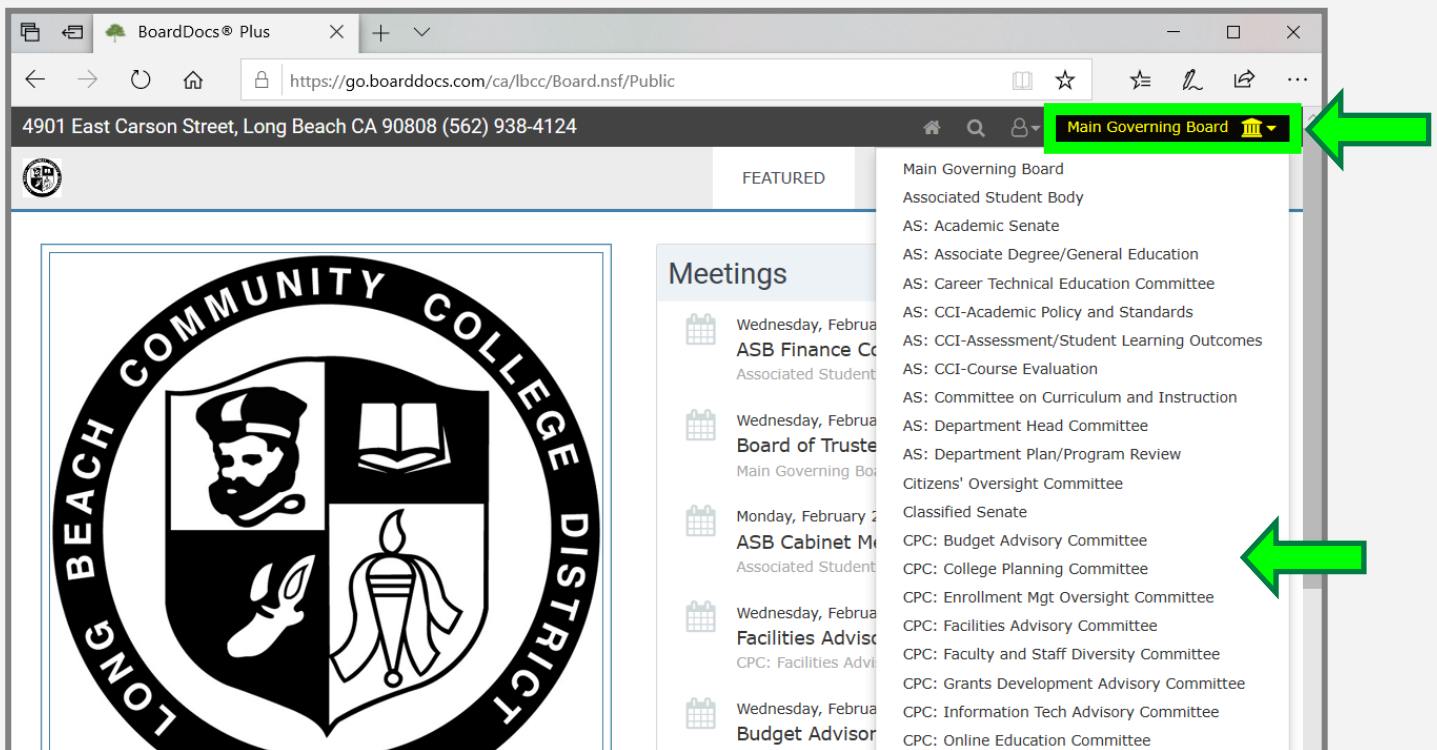 BoardDocs® Plus
https://go.boarddocs.com/ca/lbcc/Board.nsf/Public
4901 East Carson Street, Long Beach CA 90808 (562) 938-4124
Main Governing Board
FEATURED
LONG BEACH COMMUNITY COLLEGE DISTRICT
Meetings
Wednesday, Februa
ASB Finance Co
Associated Student
Wednesday, Februa
Board of Truste
Main Governing Boa
Monday, February 2
ASB Cabinet Me
Associated Student
Wednesday, Februa
Facilities Advisc
CPC: Facilities Advi
Wednesday, Februa
Budget Advisor
Main Governing Board
Associated Student Body
AS: Academic Senate
AS: Associate Degree/General Education
AS: Career Technical Education Committee
AS: CCI-Academic Policy and Standards
AS: CCI-Assessment/Student Learning Outcomes
AS: CCI-Course Evaluation
AS: Committee on Curriculum and Instruction
AS: Department Head Committee
AS: Department Plan/Program Review
Citizens' Oversight Committee
Classified Senate
CPC: Budget Advisory Committee
CPC: College Planning Committee
CPC: Enrollment Mgt Oversight Committee
CPC: Facilities Advisory Committee
CPC: Faculty and Staff Diversity Committee
CPC: Grants Development Advisory Committee
CPC: Information Tech Advisory Committee
CPC: Online Education Committee